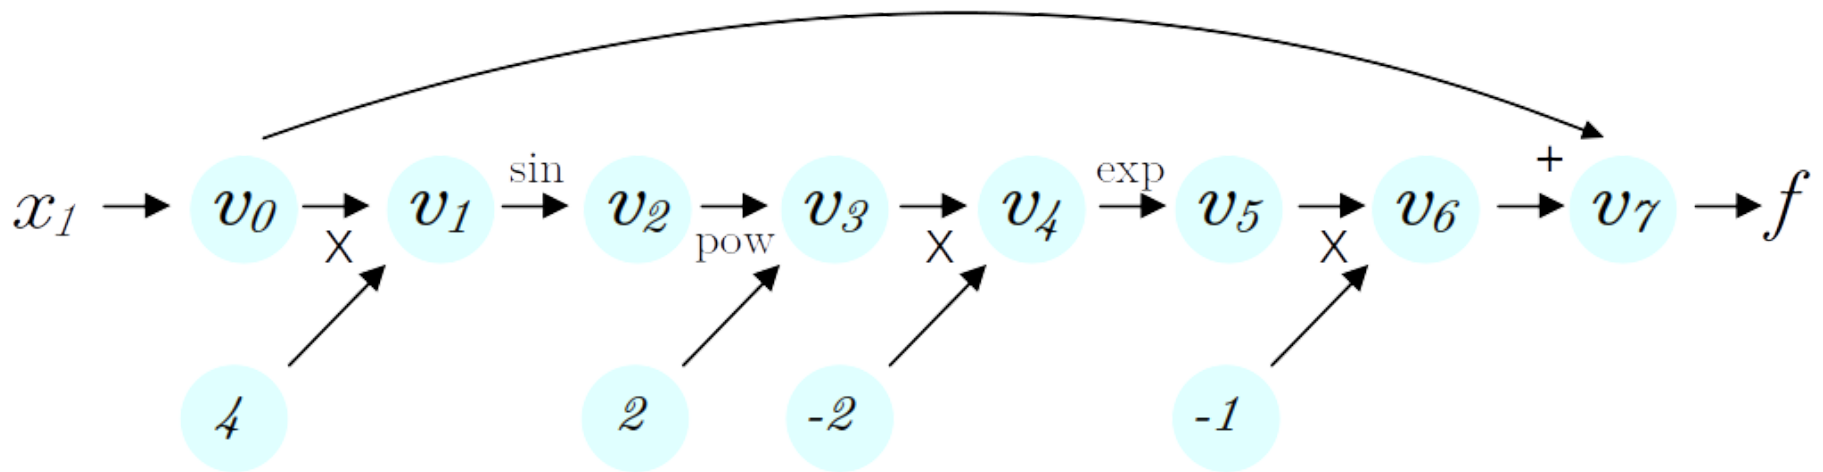 sin exp +
x₁ v₀ v₁ v₂ v₃ v₄ v₅ v₆ v₇ f
X pow X X
4 2 -2 -1